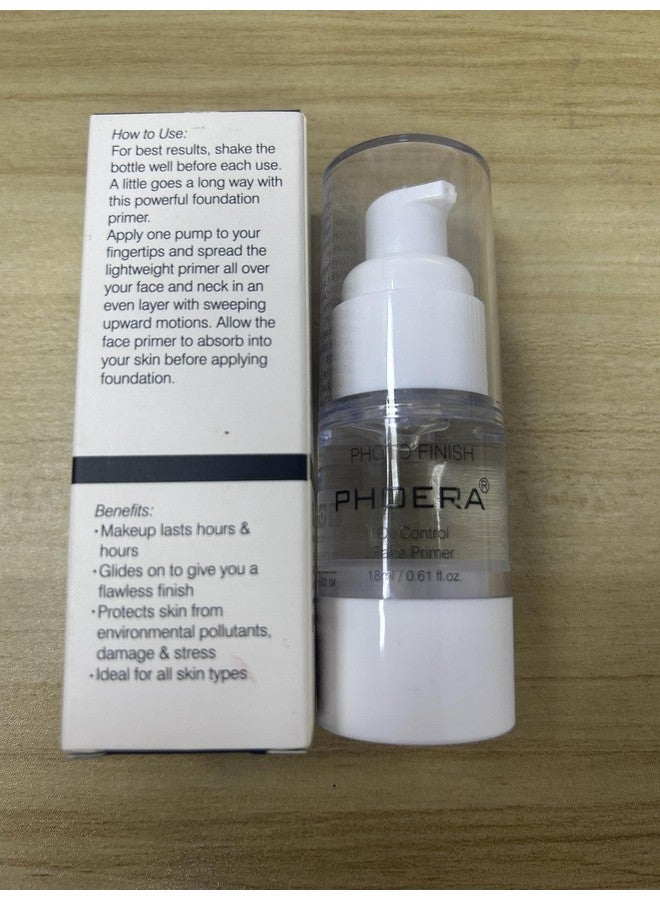 How to Use:
For best results, shake the
bottle well before each use.
A little goes a long way with
this powerful foundation
primer.
Apply one pump to your
fingertips and spread the
lightweight primer all over
your face and neck in an
even layer with sweeping
upward motions. Allow the
face primer to absorb into
your skin before applying
foundation.
Benefits:
·Makeup lasts hours &
hours
·Glides on to give you a
flawless finish
·Protects skin from
environmental pollutants,
damage & stress
·Ideal for all skin types
PHOTO FINISH
PHOERA®
Oil Control
Face Primer
18ml / 0.61 fl.oz.